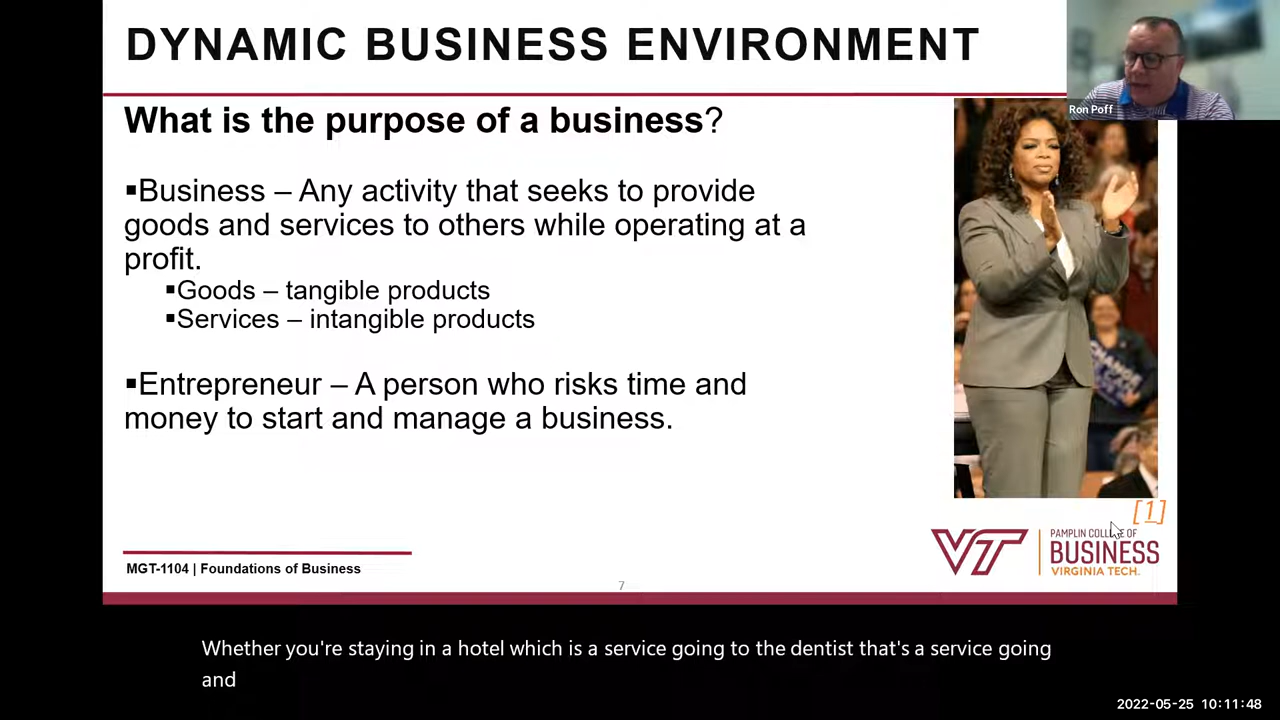 DYNAMIC BUSINESS ENVIRONMENT
Ron Poff
What is the purpose of a business?
▪Business – Any activity that seeks to provide
goods and services to others while operating at a
profit.
▪Goods – tangible products
▪Services – intangible products
▪Entrepreneur – A person who risks time and
money to start and manage a business.
[1]
VT
PAMPLIN COLLEGE OF
BUSINESS
VIRGINIA TECH.
MGT-1104 | Foundations of Business
7
Whether you're staying in a hotel which is a service going to the dentist that's a service going
and
2022-05-25 10:11:48